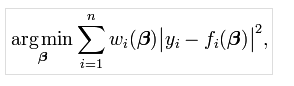 arg min_𝜷 ∑_{i=1}^{n} w_i(𝜷)|y_i − f_i(𝜷)|^2,